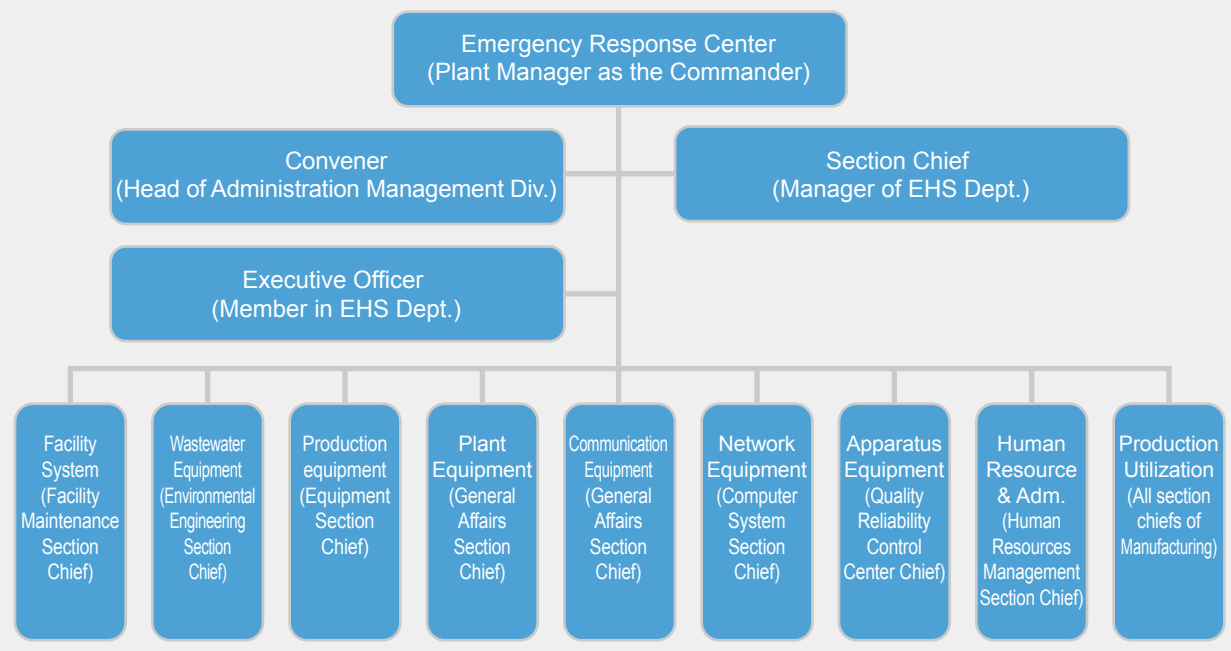 Emergency Response Center
(Plant Manager as the Commander)
Convener
(Head of Administration Management Div.)
Section Chief
(Manager of EHS Dept.)
Executive Officer
(Member in EHS Dept.)
Facility
System
(Facility
Maintenance
Section
Chief)
Wastewater
Equipment
(Environmental
Engineering
Section
Chief)
Production
equipment
(Equipment
Section
Chief)
Plant
Equipment
(General
Affairs
Section
Chief)
Communication
Equipment
(General
Affairs
Section
Chief)
Network
Equipment
(Computer
System
Section
Chief)
Apparatus
Equipment
(Quality
Reliability
Control
Center Chief)
Human
Resource
& Adm.
(Human
Resources
Management
Section Chief)
Production
Utilization
(All section
chiefs of
Manufacturing)